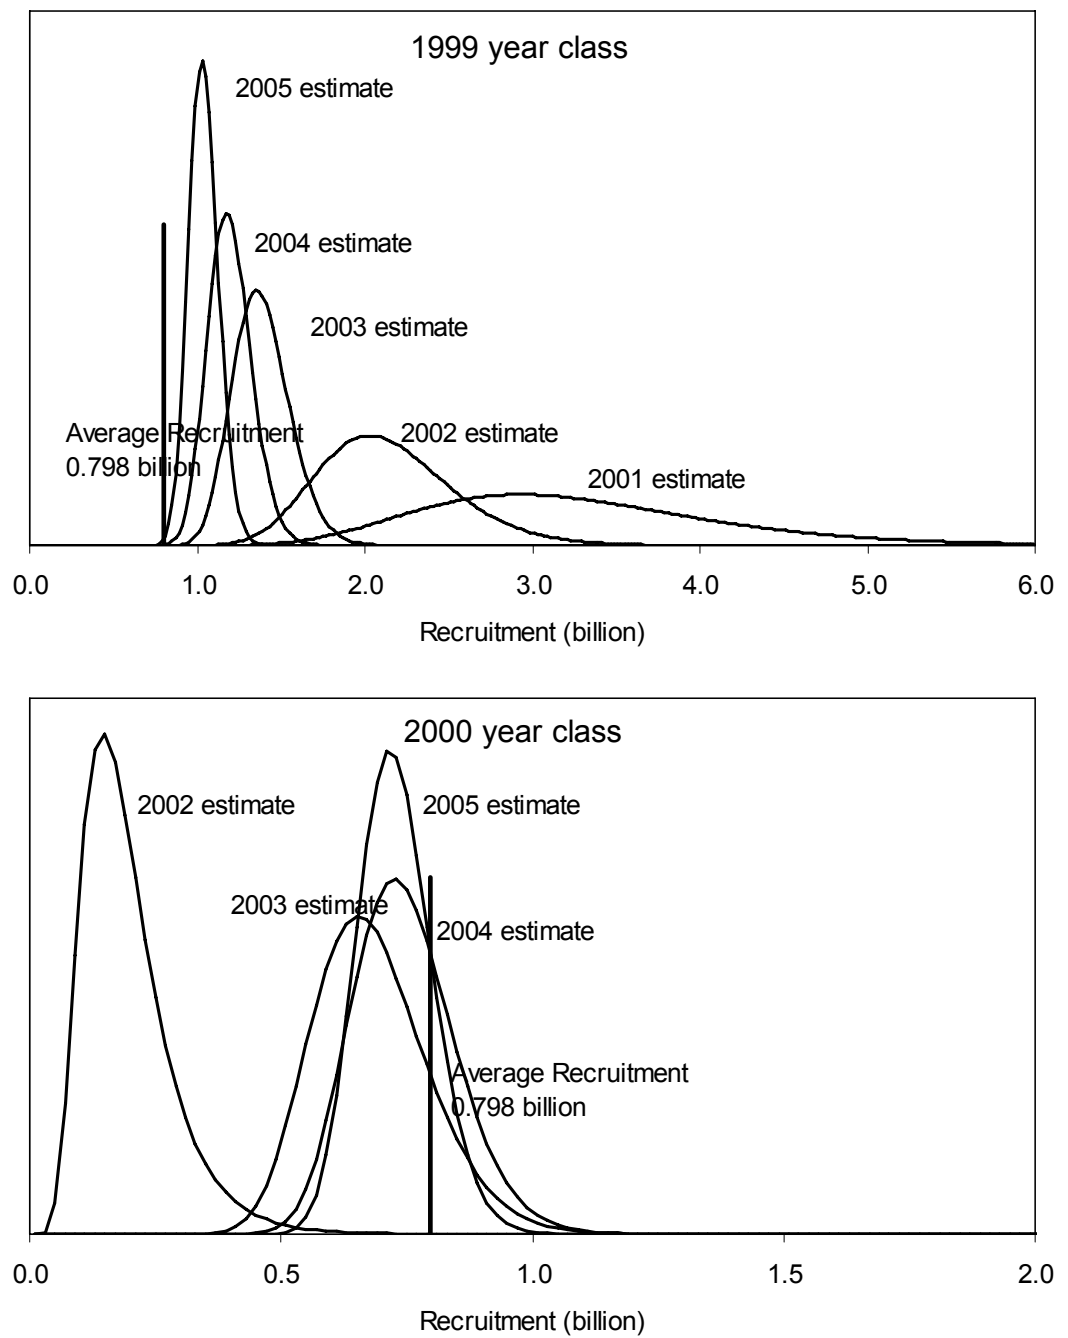 1999 year class
2005 estimate
2004 estimate
2003 estimate
Average Recruitment
0.798 billion
2002 estimate
2001 estimate
0.0 1.0 2.0 3.0 4.0 5.0 6.0
Recruitment (billion)
2000 year class
2002 estimate
2005 estimate
2003 estimate
2004 estimate
Average Recruitment
0.798 billion
0.0 0.5 1.0 1.5 2.0
Recruitment (billion)